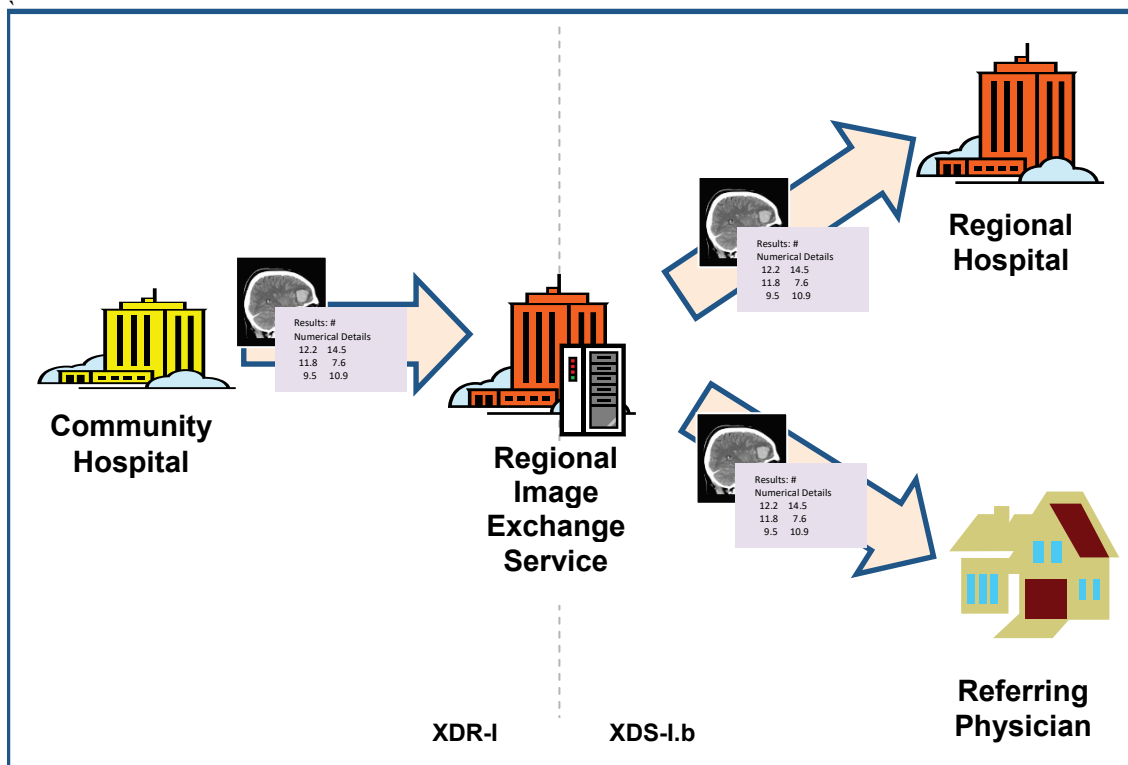 `
Results: #
Numerical Details
12.2 14.5
11.8 7.6
9.5 10.9
Community
Hospital
Regional
Image
Exchange
Service
Results: #
Numerical Details
12.2 14.5
11.8 7.6
9.5 10.9
Regional
Hospital
Results: #
Numerical Details
12.2 14.5
11.8 7.6
9.5 10.9
Referring
Physician
XDR-I XDS-I.b